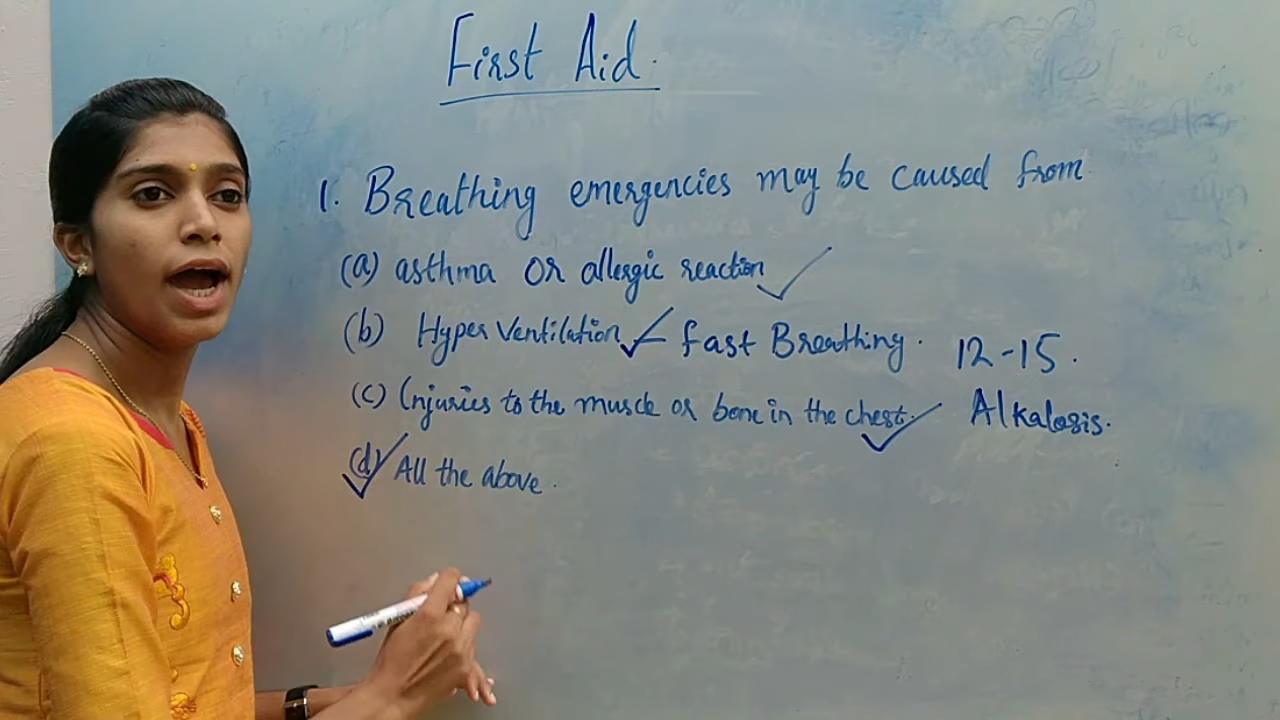 First Aid.
1. Breathing emergencies may be caused from
(a) asthma or allergic reaction
(b) Hyper Ventilation fast Breathing. 12-15.
(c) Injuries to the muscle or bone in the chest. Alkalosis.
(d) All the above.